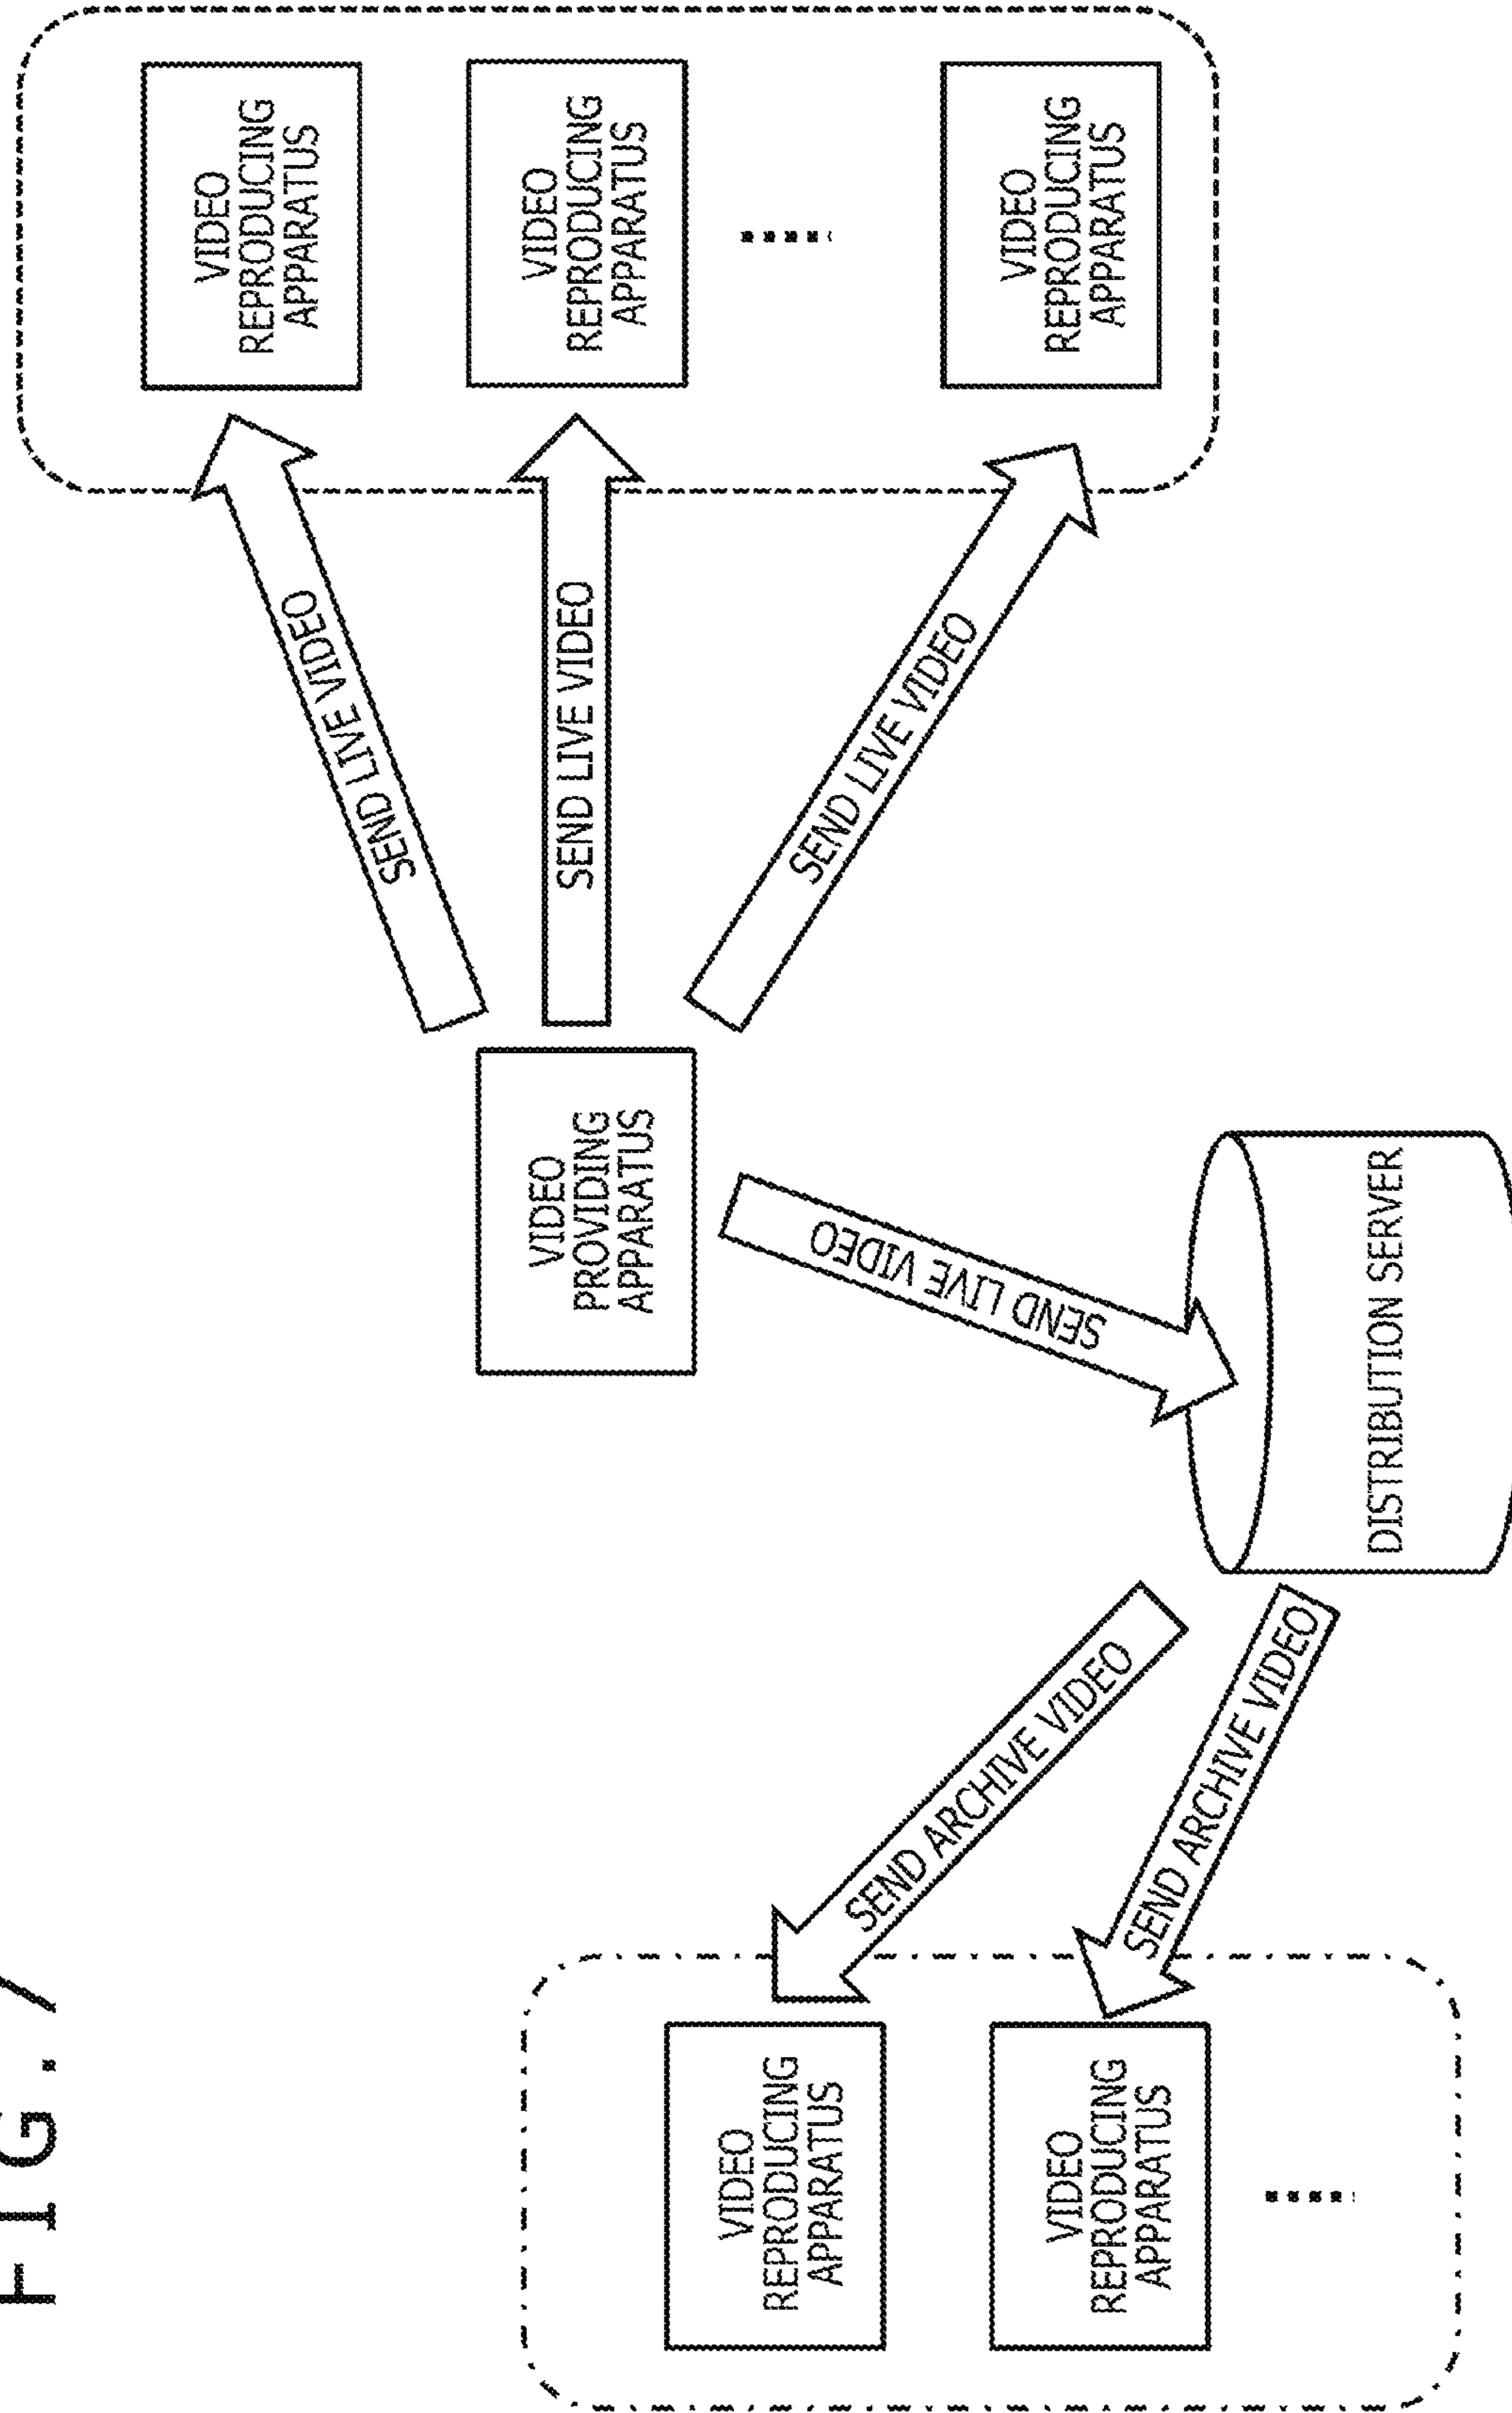 FIG. 7
VIDEO
REPRODUCING
APPARATUS
VIDEO
REPRODUCING
APPARATUS
VIDEO
REPRODUCING
APPARATUS
SEND LIVE VIDEO
SEND LIVE VIDEO
SEND LIVE VIDEO
VIDEO
PROVIDING
APPARATUS
SEND LIVE VIDEO
DISTRIBUTION SERVER
SEND ARCHIVE VIDEO
SEND ARCHIVE VIDEO
VIDEO
REPRODUCING
APPARATUS
VIDEO
REPRODUCING
APPARATUS